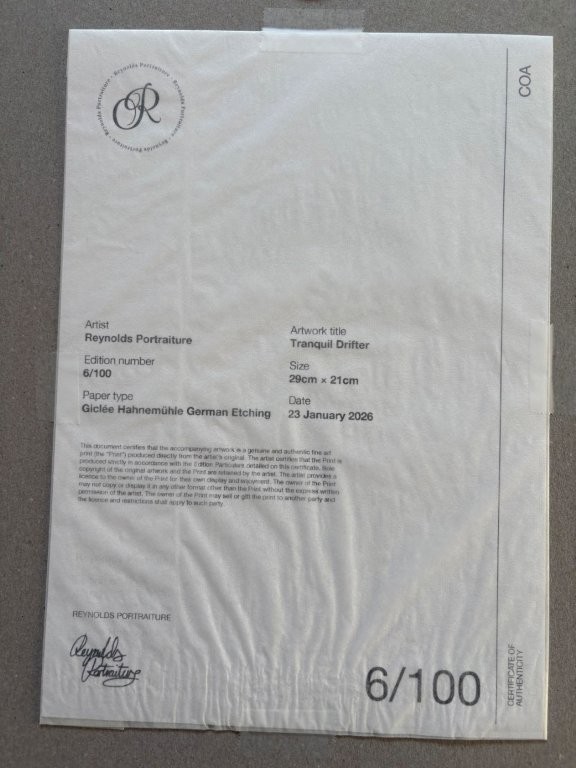 Reynolds Portraiture · Reynolds Portraiture · Reynolds Portraiture · Reynolds Portraiture ·
R
COA
Artist
Reynolds Portraiture
Artwork title
Tranquil Drifter
Edition number
6/100
Size
29cm × 21cm
Paper type
Giclée Hahnemühle German Etching
Date
23 January 2026
This document certifies that the accompanying artwork is a genuine and authentic fine art
print (the "Print") produced directly from the artist's original. The artist certifies that the Print is
produced strictly in accordance with the Edition Particulars detailed on this certificate. Sole
copyright of the original artwork and the Print are retained by the artist. The artist provides a
licence to the owner of the Print for their own display and enjoyment. The owner of the Print
may not copy or display it in any other format other than the Print without the express written
permission of the artist. The owner of the Print may sell or gift the print to another party and
the licence and restrictions shall apply to such party.
REYNOLDS PORTRAITURE
Reynolds
Portraiture
6/100
CERTIFICATE OF
AUTHENTICITY